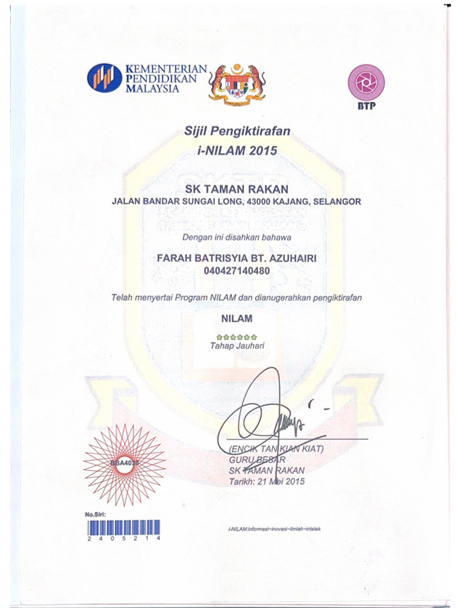 KEMENTERIAN
PENDIDIKAN
MALAYSIA
BTP
Sijil Pengiktirafan
i-NILAM 2015
SK TAMAN RAKAN
JALAN BANDAR SUNGAI LONG, 43000 KAJANG, SELANGOR
Dengan ini disahkan bahawa
FARAH BATRISYIA BT. AZUHAIRI
040427140480
Telah menyertai Program NILAM dan dianugerahkan pengiktirafan
NILAM
Tahap Jauhari
(ENCIK TAN KIAN KIAT)
GURU BESAR
SK TAMAN RAKAN
Tarikh: 21 Mei 2015
BBA4035
No.Siri:
2405214
i-NILAM:Informasi~Inovasi~Ilmiah~Intelek